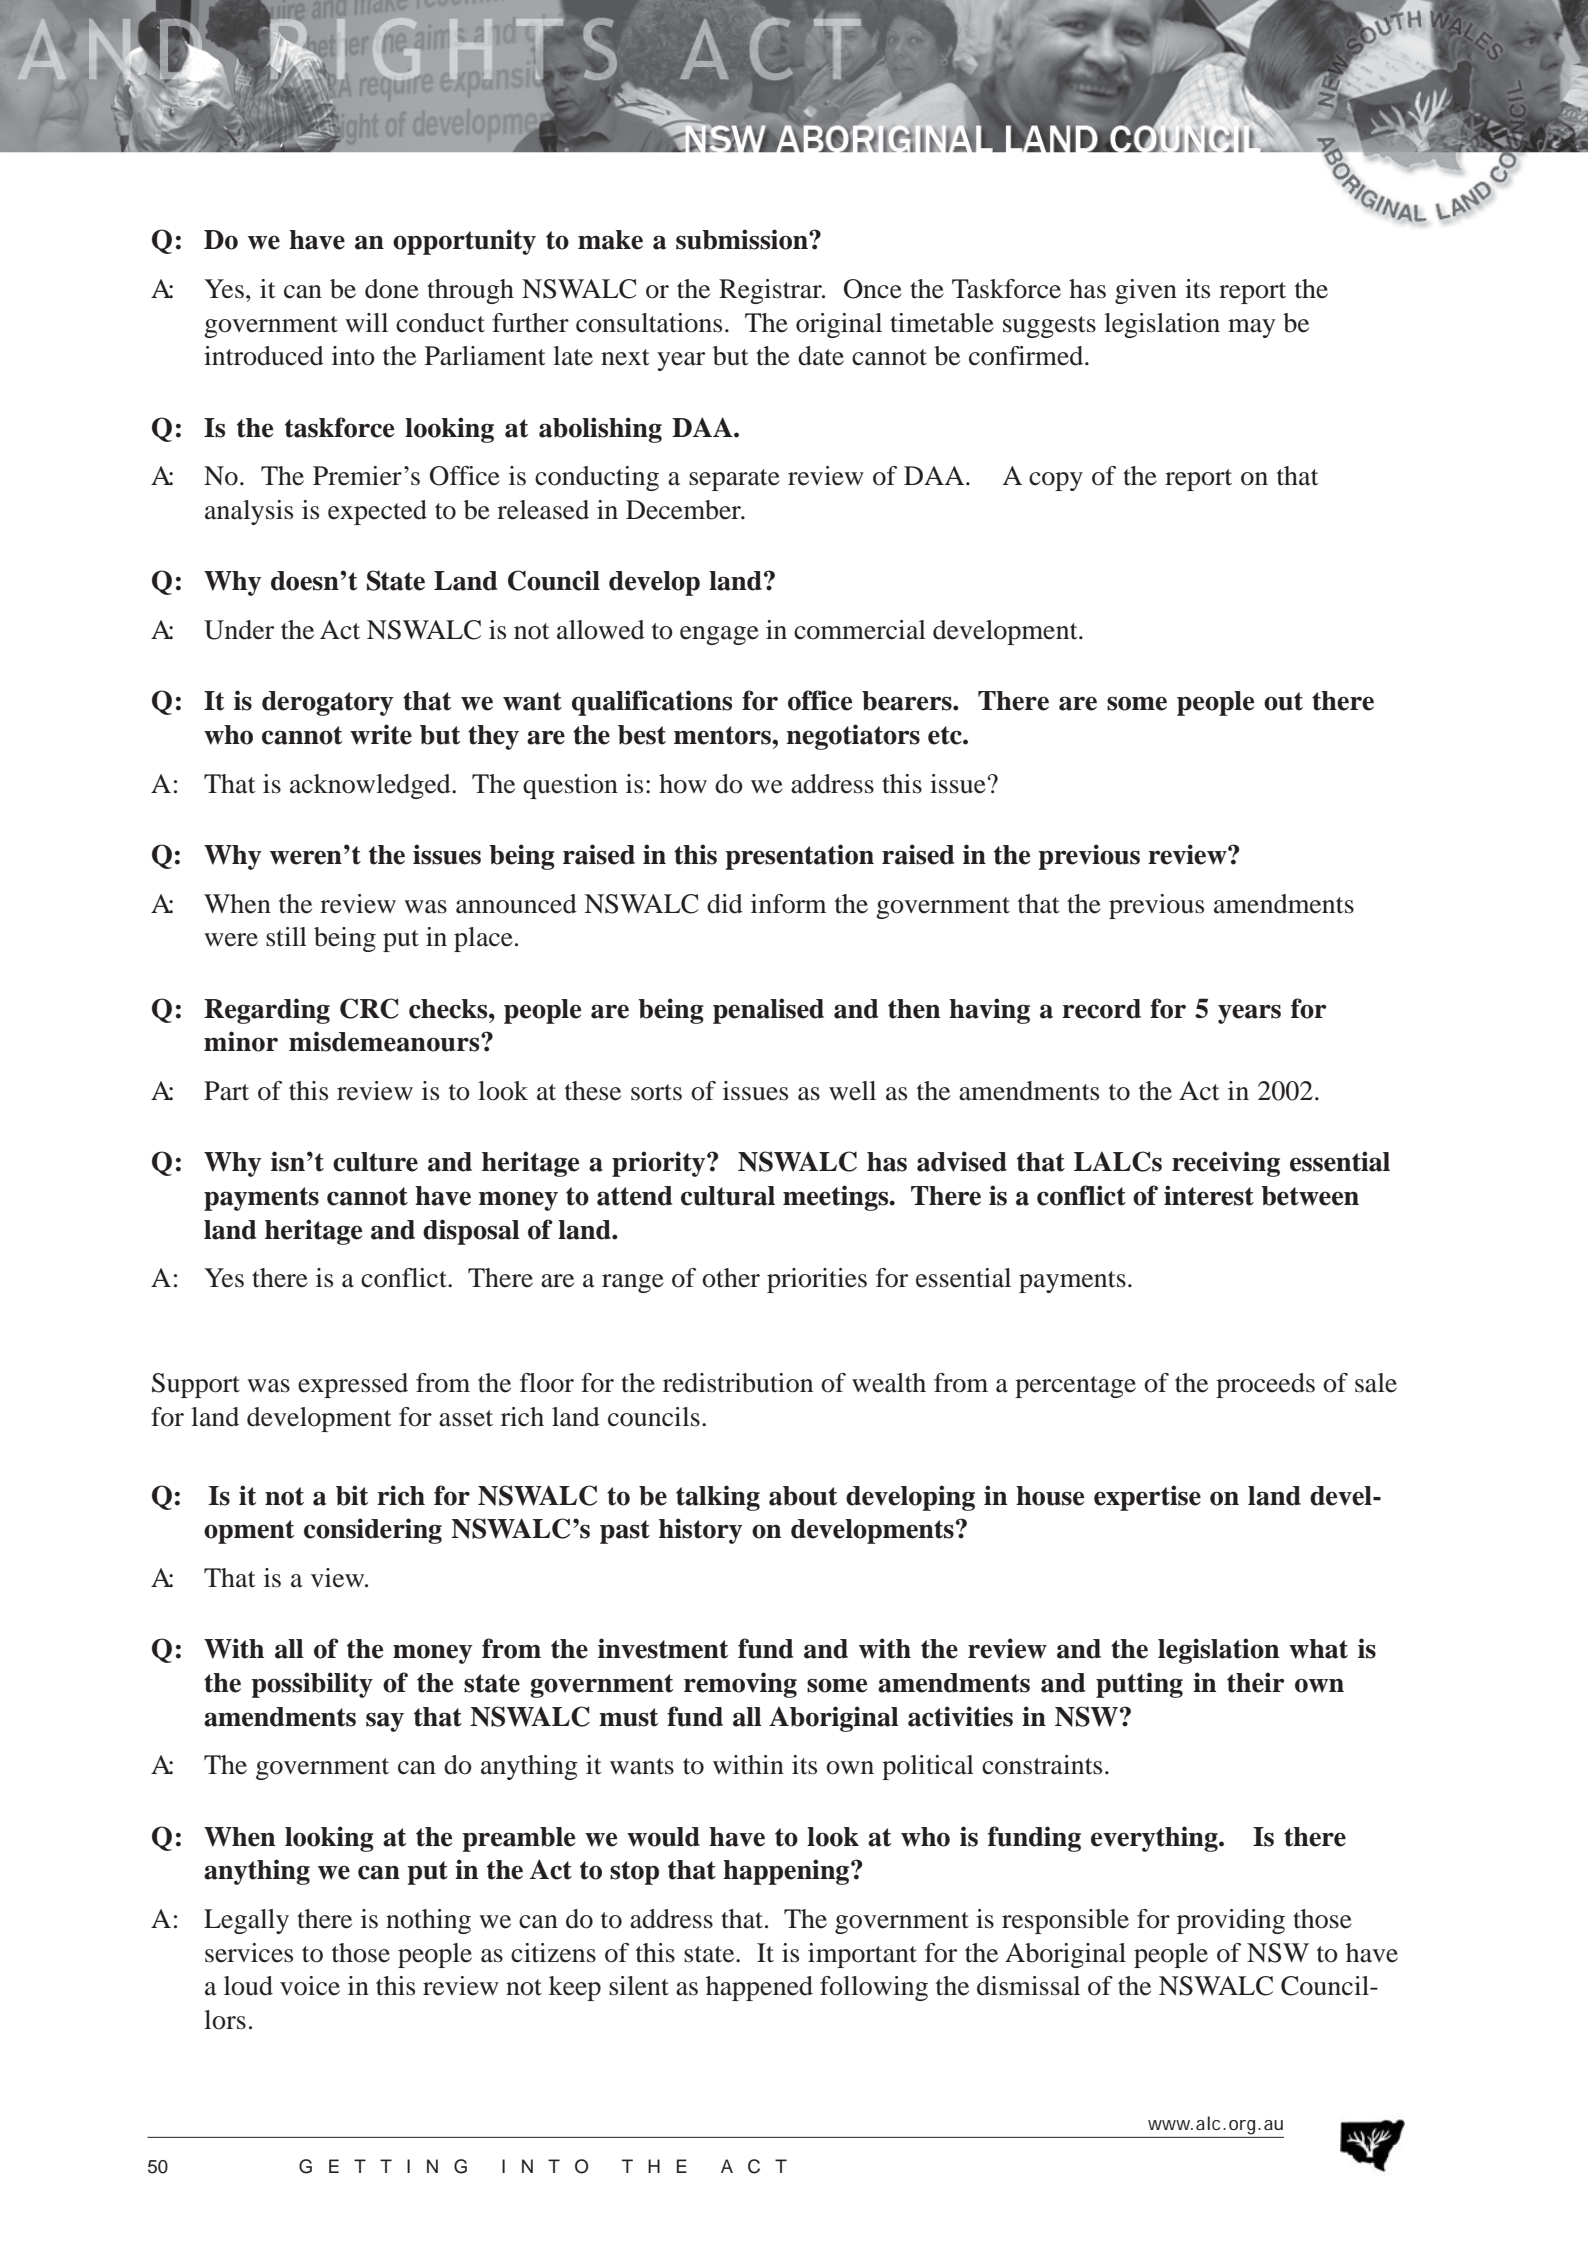 AND RIGHTS ACT
NSW ABORIGINAL LAND COUNCIL
NEW SOUTH WALES
ABORIGINAL LAND COUNCIL
Q: Do we have an opportunity to make a submission?
A: Yes, it can be done through NSWALC or the Registrar. Once the Taskforce has given its report the
government will conduct further consultations. The original timetable suggests legislation may be
introduced into the Parliament late next year but the date cannot be confirmed.
Q: Is the taskforce looking at abolishing DAA.
A: No. The Premier’s Office is conducting a separate review of DAA. A copy of the report on that
analysis is expected to be released in December.
Q: Why doesn’t State Land Council develop land?
A: Under the Act NSWALC is not allowed to engage in commercial development.
Q: It is derogatory that we want qualifications for office bearers. There are some people out there
who cannot write but they are the best mentors, negotiators etc.
A: That is acknowledged. The question is: how do we address this issue?
Q: Why weren’t the issues being raised in this presentation raised in the previous review?
A: When the review was announced NSWALC did inform the government that the previous amendments
were still being put in place.
Q: Regarding CRC checks, people are being penalised and then having a record for 5 years for
minor misdemeanours?
A: Part of this review is to look at these sorts of issues as well as the amendments to the Act in 2002.
Q: Why isn’t culture and heritage a priority? NSWALC has advised that LALCs receiving essential
payments cannot have money to attend cultural meetings. There is a conflict of interest between
land heritage and disposal of land.
A: Yes there is a conflict. There are a range of other priorities for essential payments.
Support was expressed from the floor for the redistribution of wealth from a percentage of the proceeds of sale
for land development for asset rich land councils.
Q: Is it not a bit rich for NSWALC to be talking about developing in house expertise on land devel-
opment considering NSWALC’s past history on developments?
A: That is a view.
Q: With all of the money from the investment fund and with the review and the legislation what is
the possibility of the state government removing some amendments and putting in their own
amendments say that NSWALC must fund all Aboriginal activities in NSW?
A: The government can do anything it wants to within its own political constraints.
Q: When looking at the preamble we would have to look at who is funding everything. Is there
anything we can put in the Act to stop that happening?
A: Legally there is nothing we can do to address that. The government is responsible for providing those
services to those people as citizens of this state. It is important for the Aboriginal people of NSW to have
a loud voice in this review not keep silent as happened following the dismissal of the NSWALC Council-
lors.
www.alc.org.au
50 GETTING INTO THE ACT